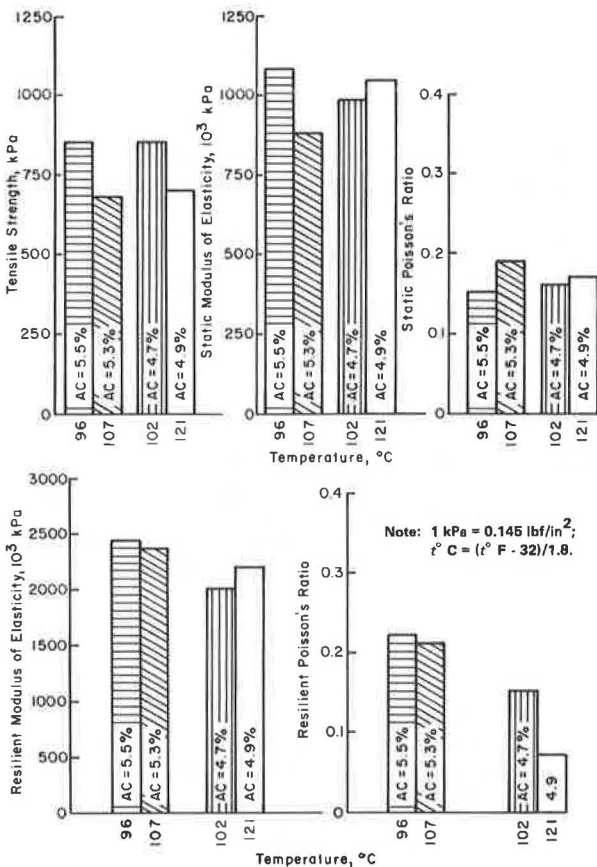 Tensile Strength, kPa
1250
1000
750
500
250
0
AC=5.5%
AC=5.3%
AC=4.7%
AC=4.9%
96
107
102
121
Static Modulus of Elasticity, 10³ kPa
1250
1000
750
500
250
0
AC=5.5%
AC=5.3%
AC=4.7%
AC=4.9%
96
107
102
121
Static Poisson's Ratio
0.4
0.3
0.2
0.1
0
AC=5.5%
AC=5.3%
AC=4.7%
AC=4.9%
96
107
102
121
Temperature, °C
Resilient Modulus of Elasticity, 10³ kPa
3000
2500
2000
1500
1000
500
0
AC=5.5%
AC=5.3%
AC=4.7%
AC=4.9%
96
107
102
121
Resilient Poisson's Ratio
0.4
0.3
0.2
0.1
0
Note: 1 kPa = 0.145 lbf/in²;
t° C = (t° F - 32)/1.8.
AC=5.5%
AC=5.3%
AC=4.7%
4.9
96
107
102
121
Temperature, °C